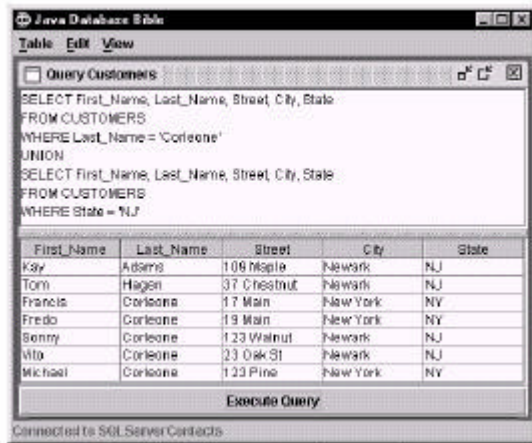 Java Database Bible
Table Edit View
Query Customers
SELECT First_Name, Last_Name, Street, City, State
FROM CUSTOMERS
WHERE Last_Name = 'Corleone'
UNION
SELECT First_Name, Last_Name, Street, City, State
FROM CUSTOMERS
WHERE State = 'NJ'
First_Name Last_Name Street City State
Kay Adams 109 Maple Newark NJ
Tom Hagen 37 Chestnut Newark NJ
Francis Corleone 17 Main New York NY
Fredo Corleone 19 Main New York NY
Sonny Corleone 123 Walnut Newark NJ
Vito Corleone 23 Oak St Newark NJ
Michael Corleone 123 Pine New York NY
Execute Query
Connected to SQLServerContacts